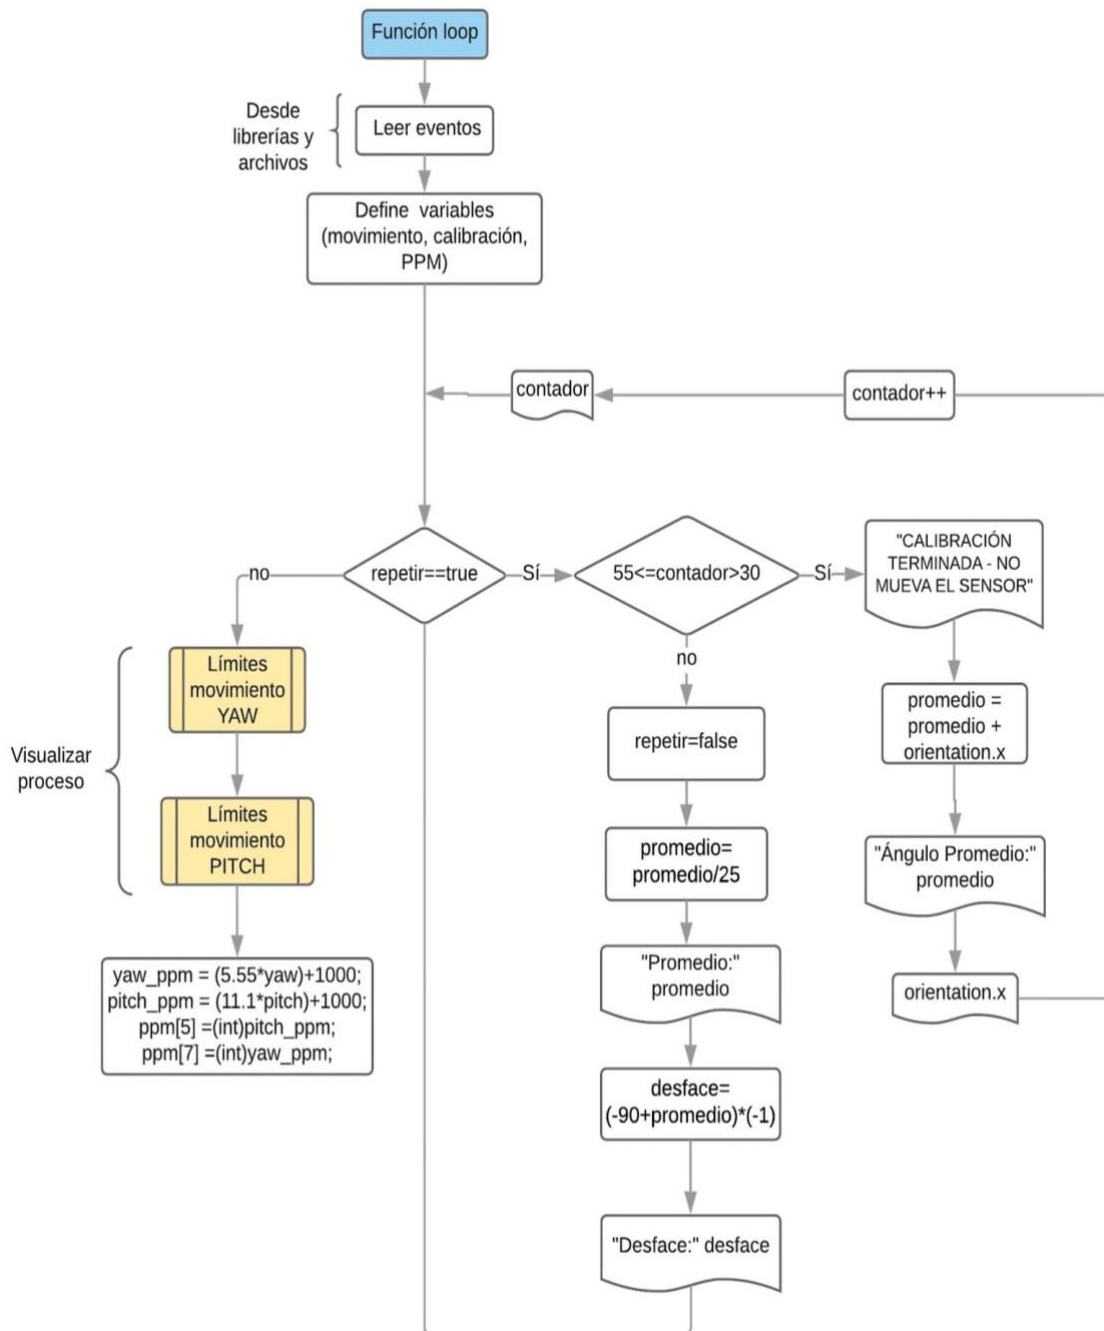 Función loop
Desde
librerías y
archivos
Leer eventos
Define variables
(movimiento, calibración,
PPM)
contador
contador++
no
repetir==true
Sí
55<=contador>30
Sí
"CALIBRACIÓN
TERMINADA - NO
MUEVA EL SENSOR"
no
Visualizar
proceso
Límites
movimiento
YAW
Límites
movimiento
PITCH
yaw_ppm = (5.55*yaw)+1000;
pitch_ppm = (11.1*pitch)+1000;
ppm[5] =(int)pitch_ppm;
ppm[7] =(int)yaw_ppm;
repetir=false
promedio=
promedio/25
"Promedio:"
promedio
desface=
(-90+promedio)*(-1)
"Desface:" desface
promedio =
promedio +
orientation.x
"Ángulo Promedio:"
promedio
orientation.x